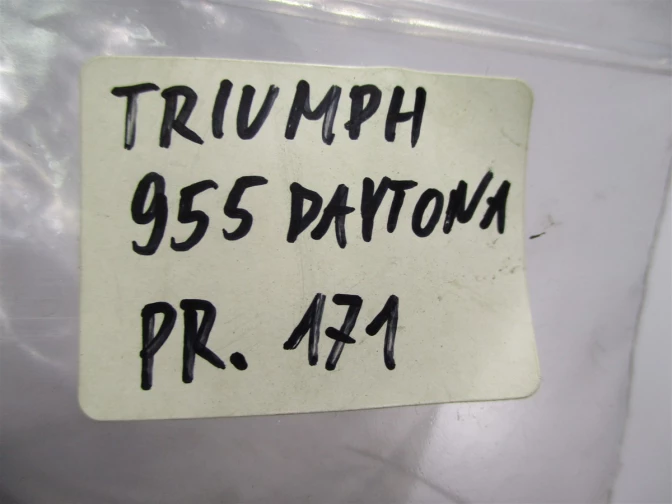 TRIUMPH
955 DAYTONA
PR. 171